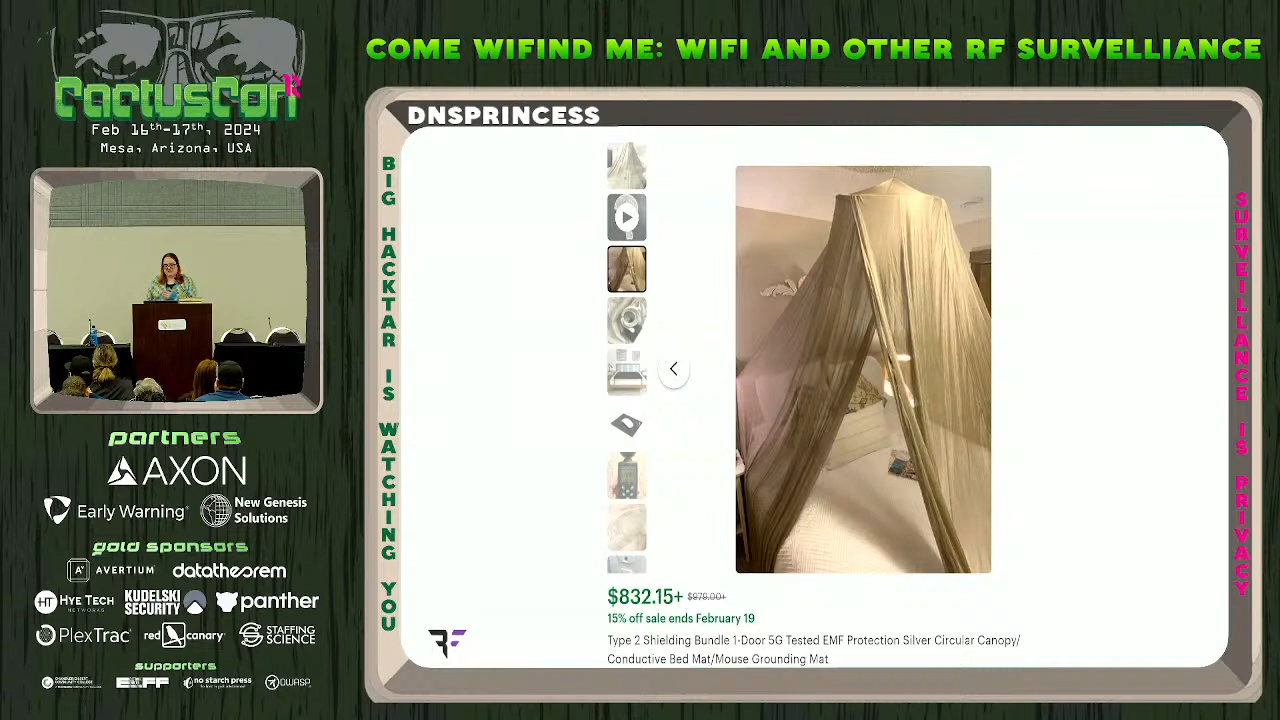 COME WIFIND ME: WIFI AND OTHER RF SURVELLIANCE
CactusCon
Feb 16th-17th, 2024
Mesa, Arizona, USA
DNSPRINCESS
BIG HACKTAR IS WATCHING YOU
SURVEILLANCE IS PRIVACY
$832.15+ $979.00+
15% off sale ends February 19
Type 2 Shielding Bundle 1-Door 5G Tested EMF Protection Silver Circular Canopy/
Conductive Bed Mat/Mouse Grounding Mat
RF
partners
AXON
Early Warning
New Genesis
Solutions
gold sponsors
AVERTIUM
datatheorem
HYE TECH
NETWORKS
KUDELSKI
SECURITY
panther
PlexTrac
red canary
STAFFING
SCIENCE
supporters
EFF
no starch press
OWASP